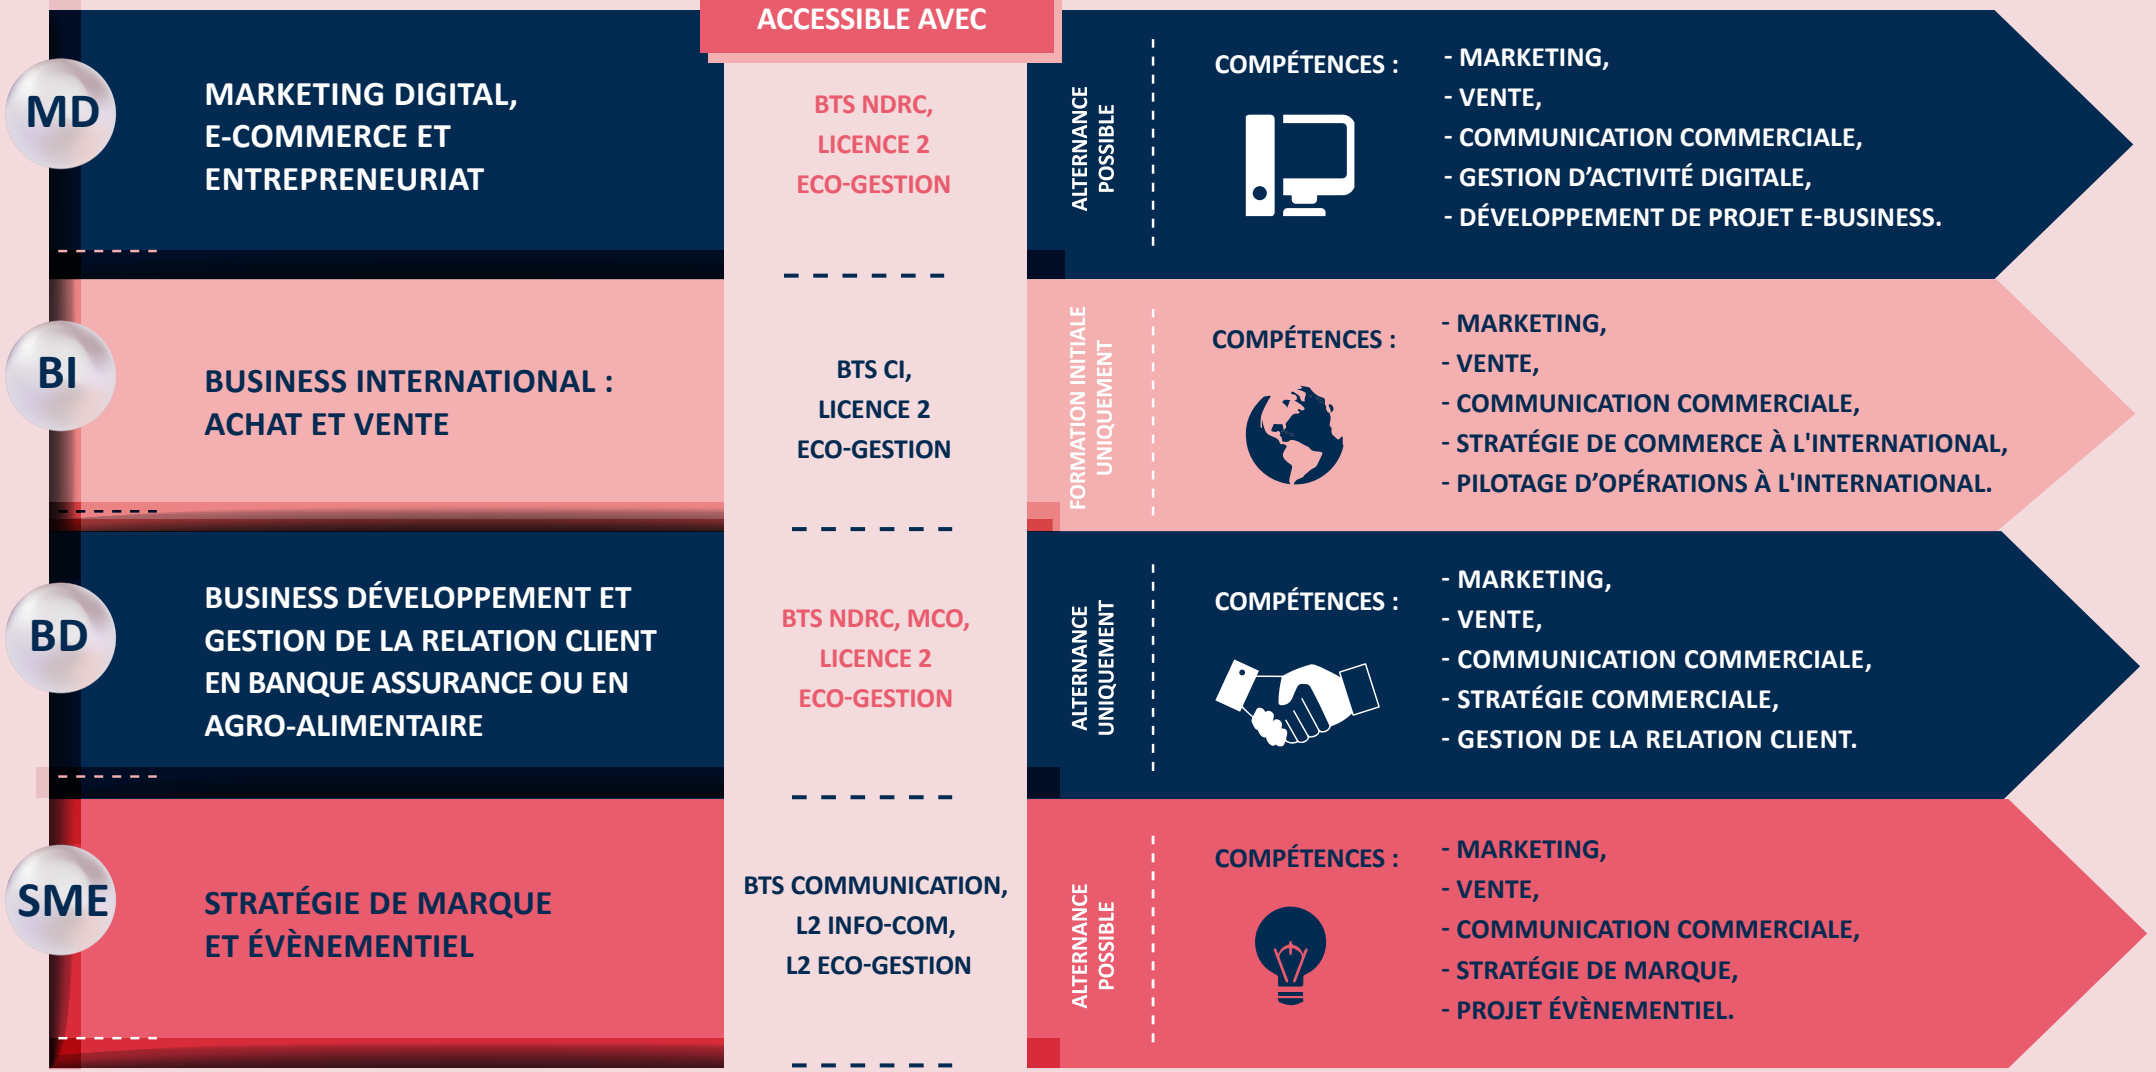 ACCESSIBLE AVEC
MD
MARKETING DIGITAL,
E-COMMERCE ET
ENTREPRENEURIAT
BTS NDRC,
LICENCE 2
ECO-GESTION
ALTERNANCE
POSSIBLE
COMPÉTENCES :
- MARKETING,
- VENTE,
- COMMUNICATION COMMERCIALE,
- GESTION D’ACTIVITÉ DIGITALE,
- DÉVELOPPEMENT DE PROJET E-BUSINESS.
BI
BUSINESS INTERNATIONAL :
ACHAT ET VENTE
BTS CI,
LICENCE 2
ECO-GESTION
FORMATION INITIALE
UNIQUEMENT
COMPÉTENCES :
- MARKETING,
- VENTE,
- COMMUNICATION COMMERCIALE,
- STRATÉGIE DE COMMERCE À L'INTERNATIONAL,
- PILOTAGE D’OPÉRATIONS À L'INTERNATIONAL.
BD
BUSINESS DÉVELOPPEMENT ET
GESTION DE LA RELATION CLIENT
EN BANQUE ASSURANCE OU EN
AGRO-ALIMENTAIRE
BTS NDRC, MCO,
LICENCE 2
ECO-GESTION
ALTERNANCE
UNIQUEMENT
COMPÉTENCES :
- MARKETING,
- VENTE,
- COMMUNICATION COMMERCIALE,
- STRATÉGIE COMMERCIALE,
- GESTION DE LA RELATION CLIENT.
SME
STRATÉGIE DE MARQUE
ET ÉVÈNEMENTIEL
BTS COMMUNICATION,
L2 INFO-COM,
L2 ECO-GESTION
ALTERNANCE
POSSIBLE
COMPÉTENCES :
- MARKETING,
- VENTE,
- COMMUNICATION COMMERCIALE,
- STRATÉGIE DE MARQUE,
- PROJET ÉVÈNEMENTIEL.